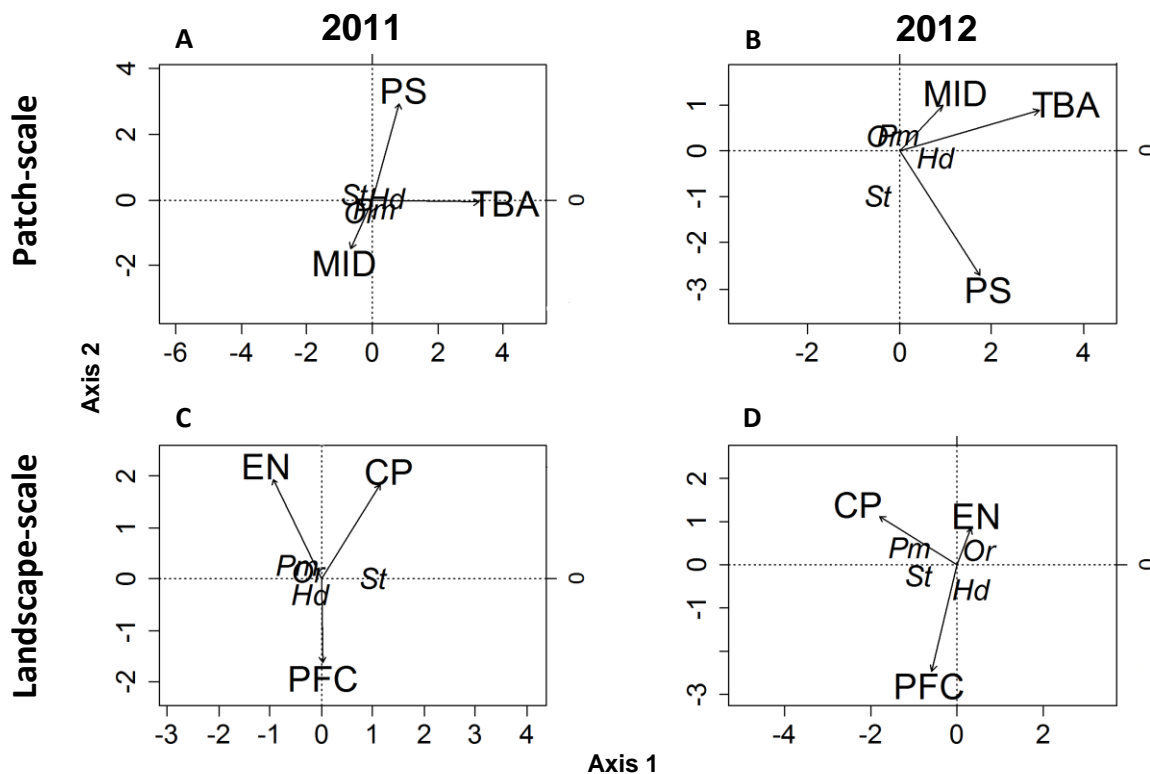 2011
2012
Patch-scale
Landscape-scale
Axis 2
Axis 1
A
4
2
0
-2
PS
TBA
MID
St
Hd
Or
Pm
0
-6 -4 -2 0 2 4
B
1
0
-1
-2
-3
MID
TBA
Or
Pm
Hd
St
PS
0
-2 0 2 4
C
2
1
0
-1
-2
EN
CP
Pm
Or
St
Hd
PFC
0
-3 -2 -1 0 1 2 3 4
D
2
1
0
-1
-3
CP
EN
Pm
Or
St
Hd
PFC
0
-4 -2 0 2